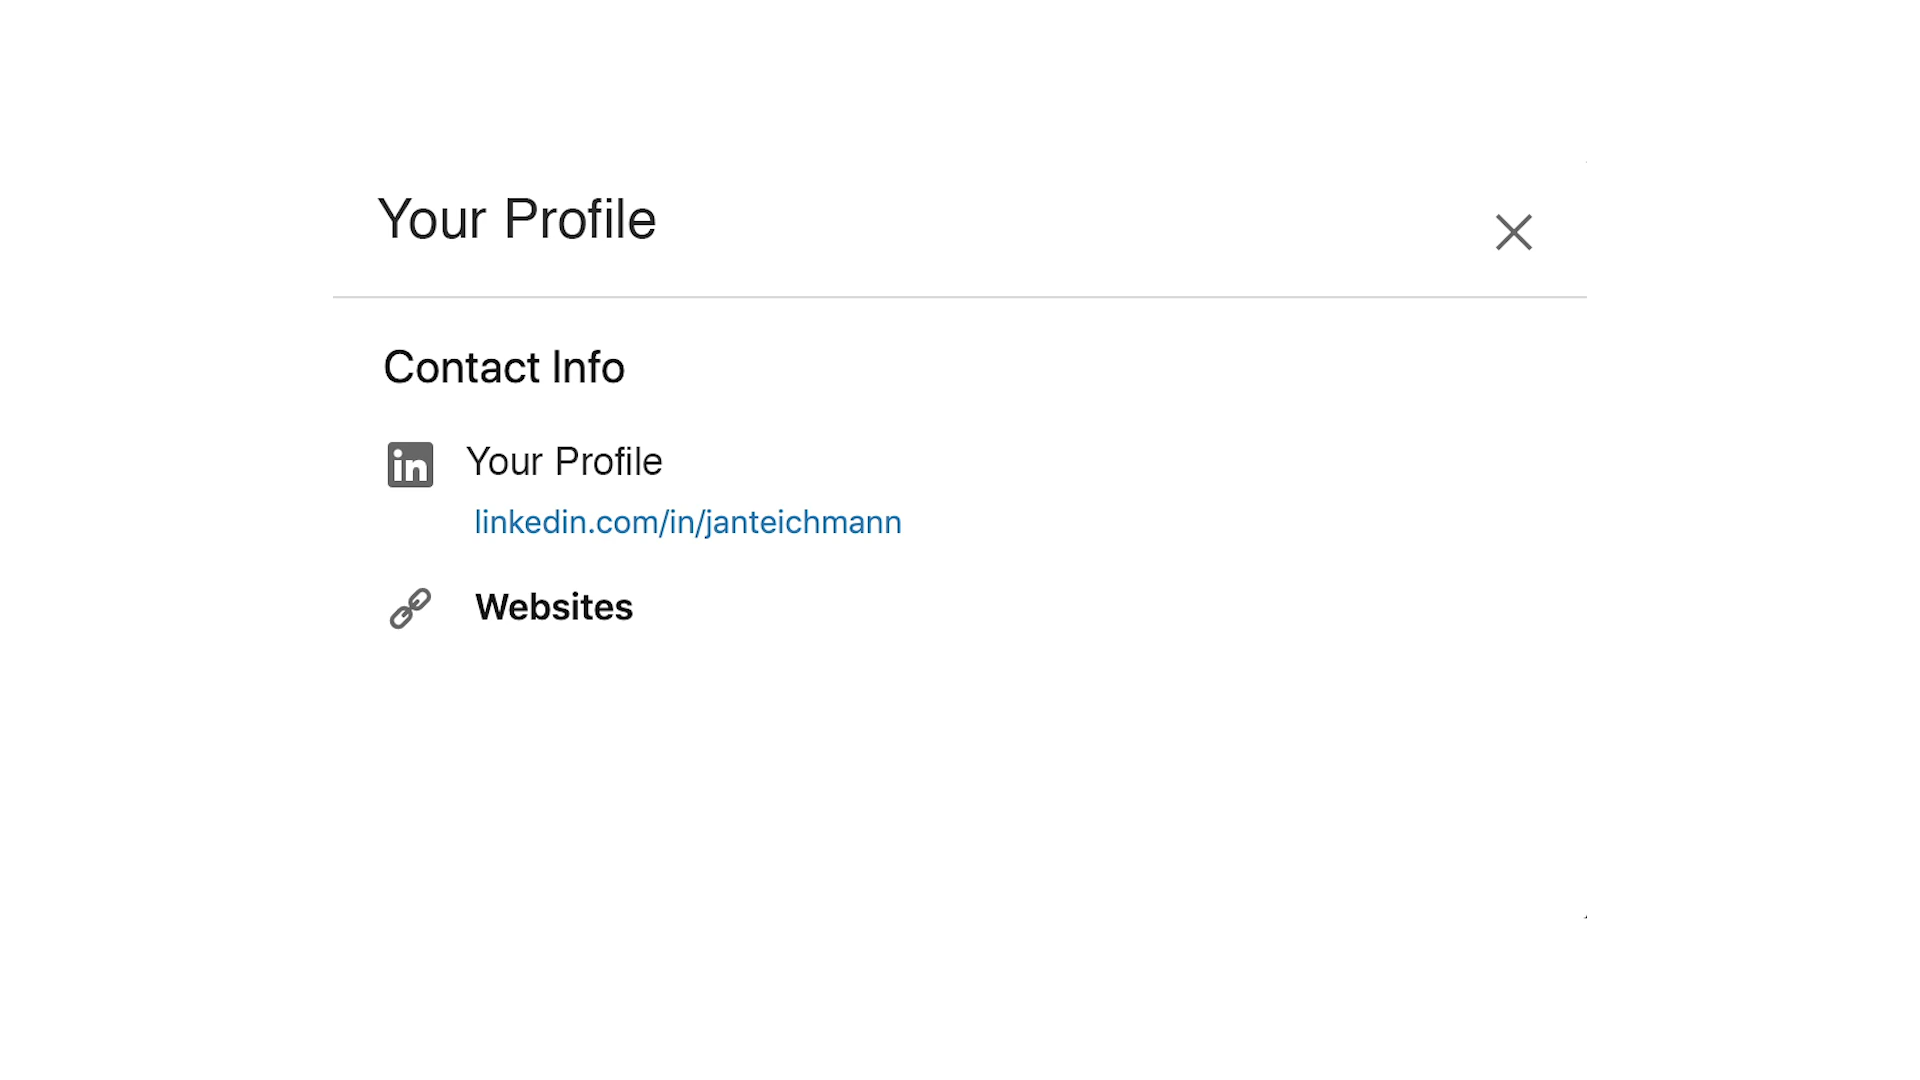 Your Profile
Contact Info
in
Your Profile
linkedin.com/in/janteichmann
Websites